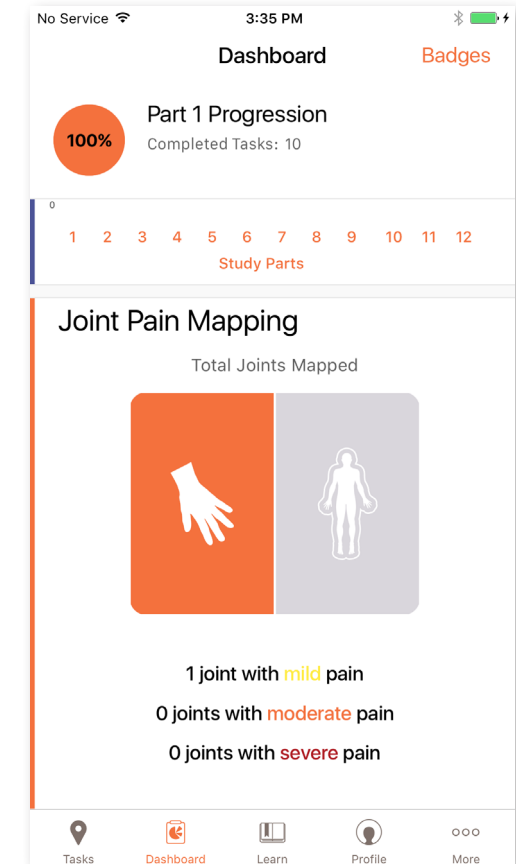 No Service 3:35 PM
Dashboard Badges
100%
Part 1 Progression
Completed Tasks: 10
0
1 2 3 4 5 6 7 8 9 10 11 12
Study Parts
Joint Pain Mapping
Total Joints Mapped
1 joint with mild pain
0 joints with moderate pain
0 joints with severe pain
Tasks Dashboard Learn Profile More